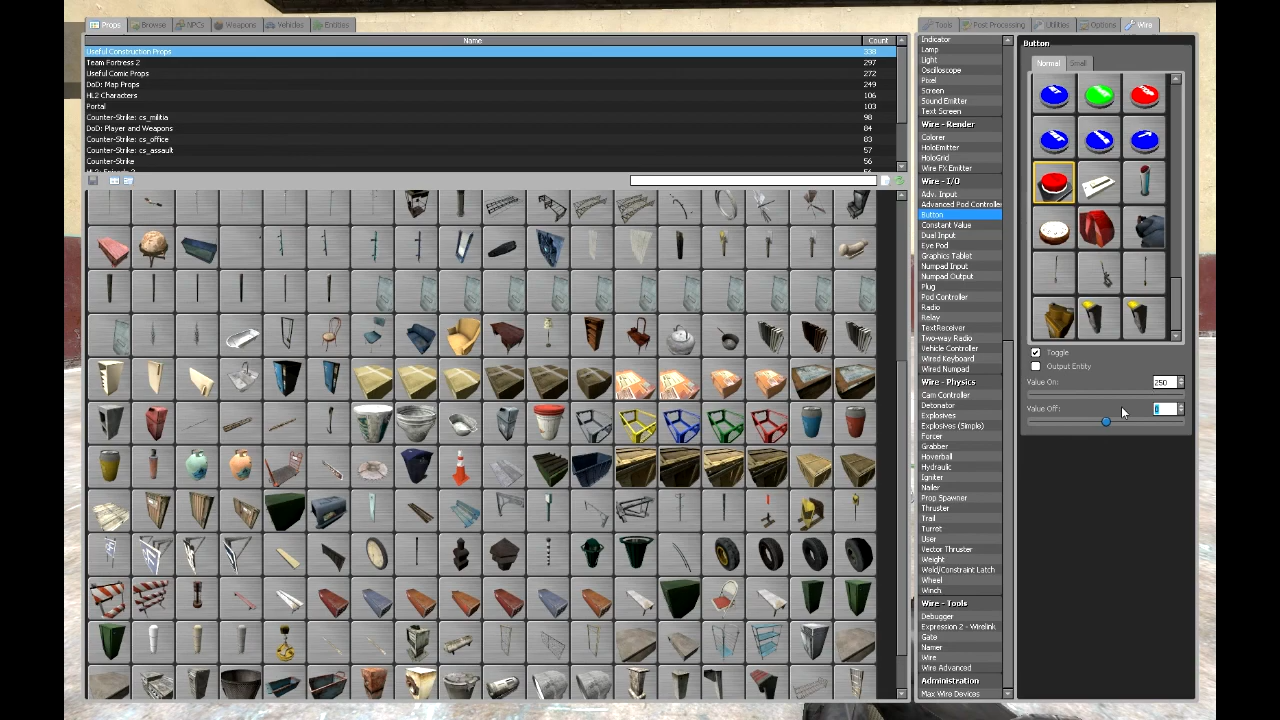 Props Browse NPCs Weapons Vehicles Entities
Name Count
Useful Construction Props 338
Team Fortress 2 297
Useful Comic Props 272
DoD: Map Props 249
HL2 Characters 106
Portal 103
Counter-Strike: cs_militia 98
DoD: Player and Weapons 84
Counter-Strike: cs_office 83
Counter-Strike: cs_assault 57
Counter-Strike 56
Tools Post Processing Utilities Options Wire
Indicator
Lamp
Light
Oscilloscope
Pixel
Screen
Sound Emitter
Text Screen
Wire - Render
Colorer
HoloEmitter
HoloGrid
Wire FX Emitter
Wire - I/O
Adv. Input
Advanced Pod Controller
Button
Constant Value
Dual Input
Eye Pod
Graphics Tablet
Numpad Input
Numpad Output
Plug
Pod Controller
Radio
Relay
TextReceiver
Two-way Radio
Vehicle Controller
Wired Keyboard
Wired Numpad
Wire - Physics
Cam Controller
Detonator
Explosives
Explosives (Simple)
Forcer
Grabber
Hoverball
Hydraulic
Igniter
Nailer
Prop Spawner
Thruster
Trail
Turret
User
Vector Thruster
Weight
Weld/Constraint Latch
Wheel
Winch
Wire - Tools
Debugger
Expression 2 - Wirelink
Gate
Namer
Wire
Wire Advanced
Administration
Max Wire Devices
Button
Normal Small
Toggle
Output Entity
Value On: 250
Value Off: